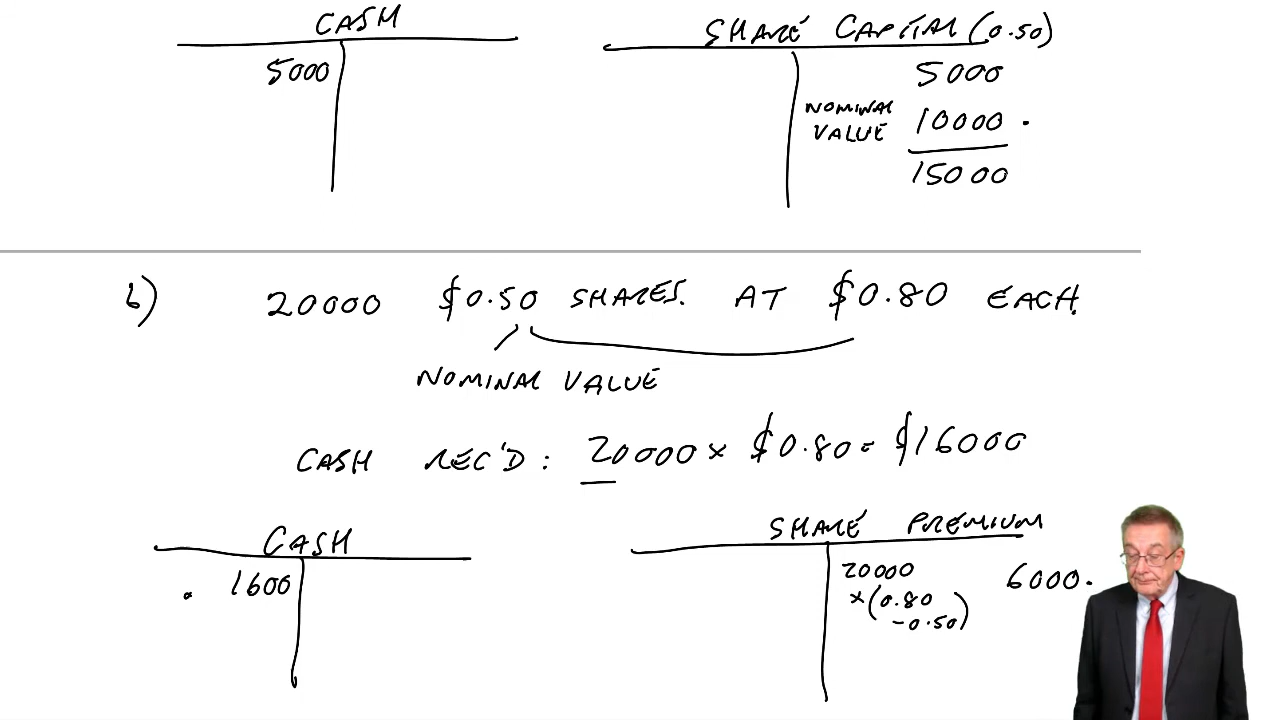 CASH
5000
SHARE CAPITAL (0.50)
5000
NOMINAL VALUE 10000 .
15000
b) 20000 $0.50 SHARES. AT $0.80 EACH.
NOMINAL VALUE
CASH REC'D : 20000 × $0.80 = $16000
CASH
1600
SHARE PREMIUM
20000 6000.
×(0.80
-0.50)